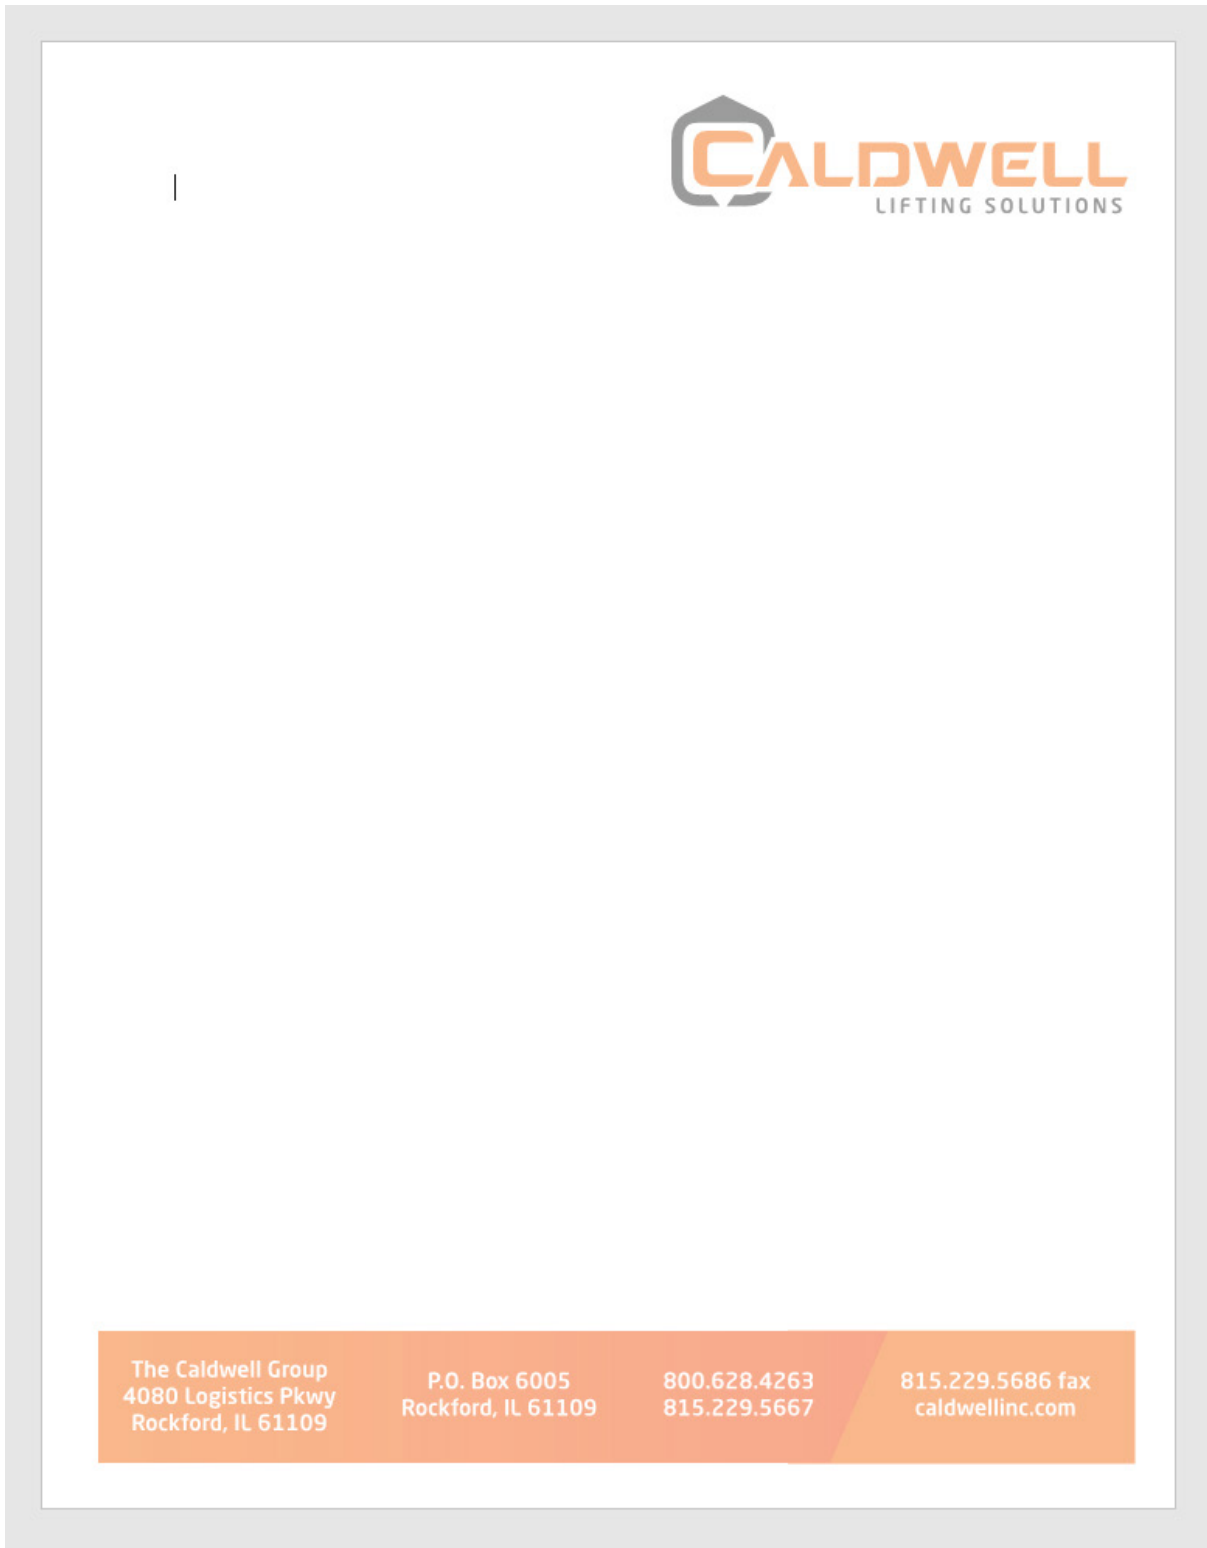 CALDWELL
LIFTING SOLUTIONS
The Caldwell Group
4080 Logistics Pkwy
Rockford, IL 61109
P.O. Box 6005
Rockford, IL 61109
800.628.4263
815.229.5667
815.229.5686 fax
caldwellinc.com